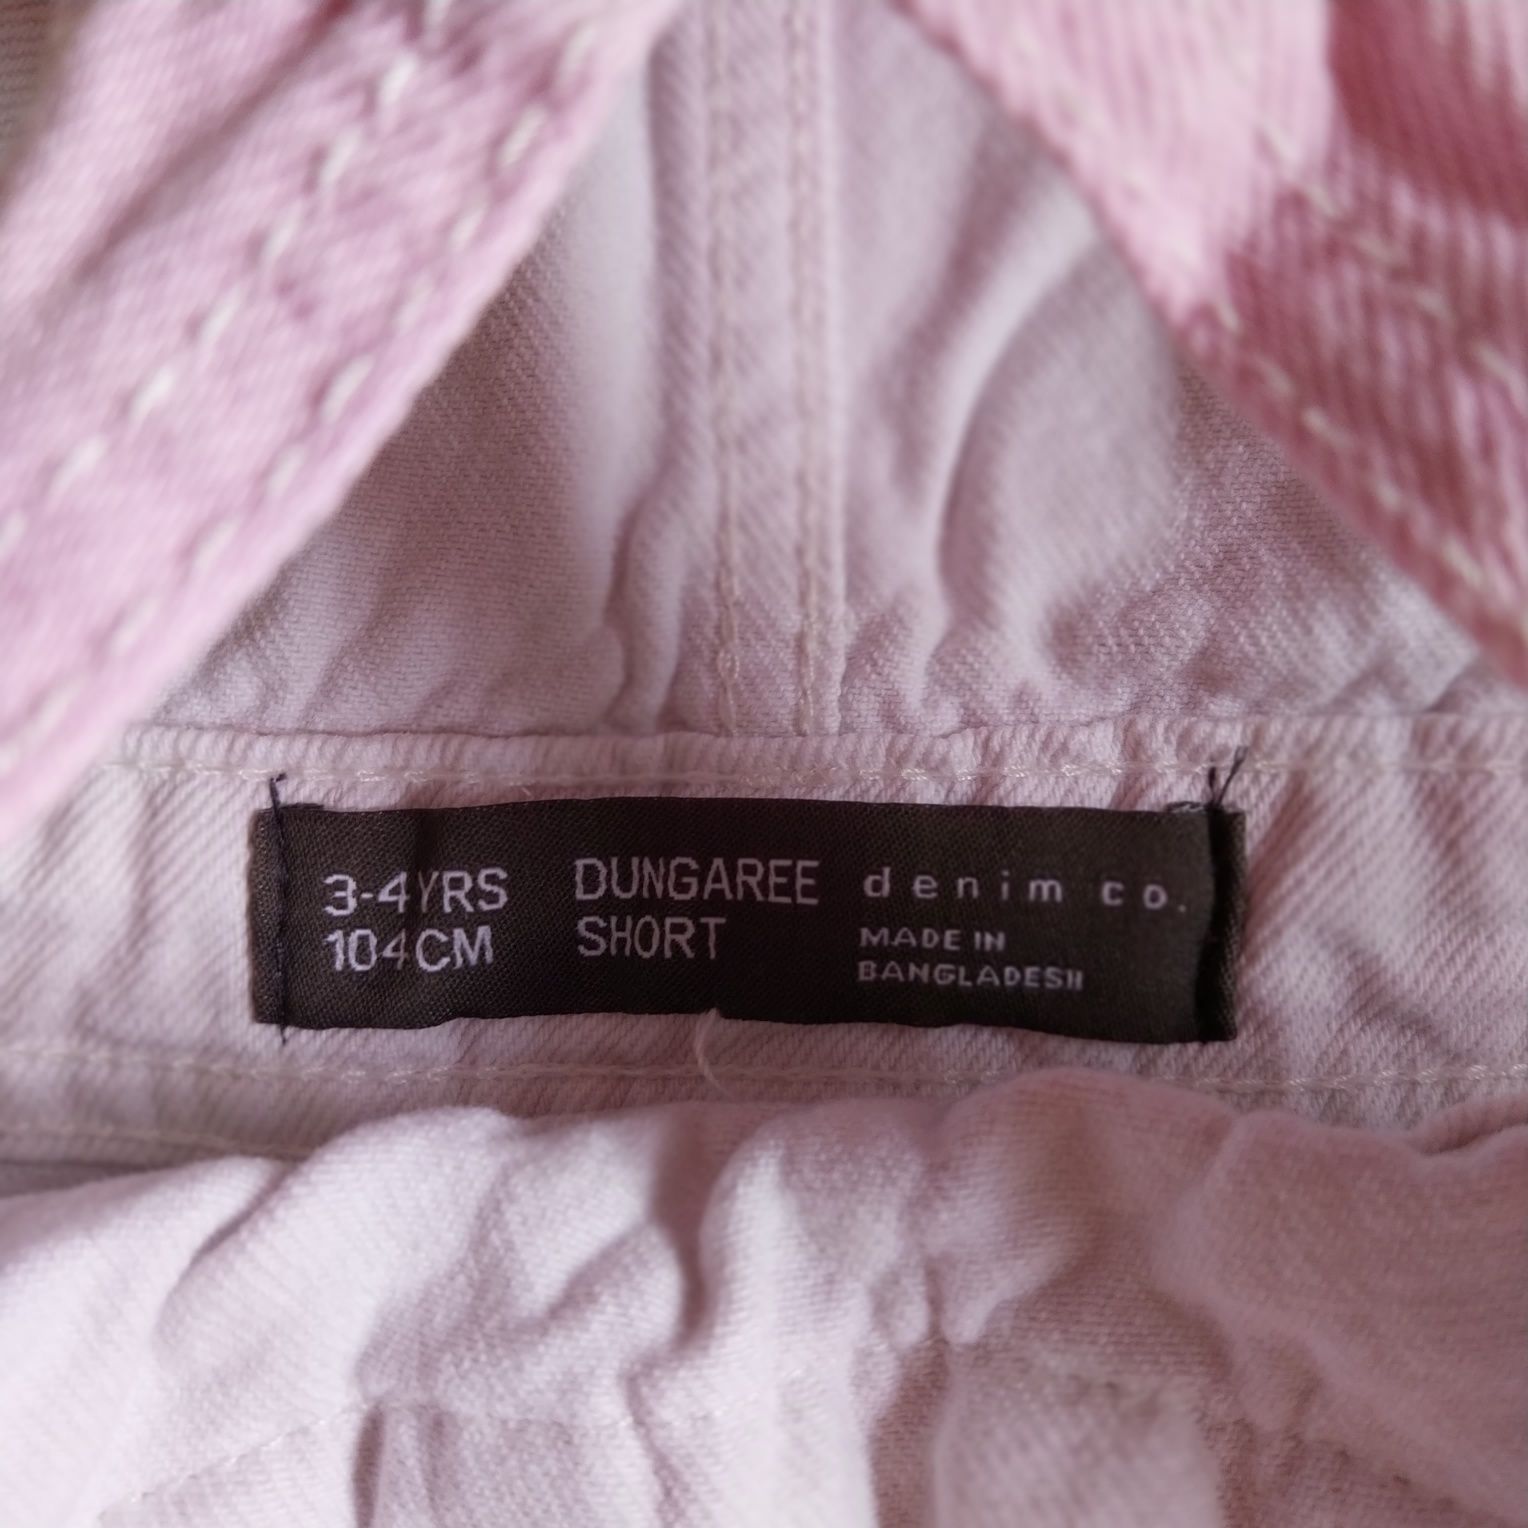 3-4YRS
104CM
DUNGAREE
SHORT
denim co.
MADE IN
BANGLADESH